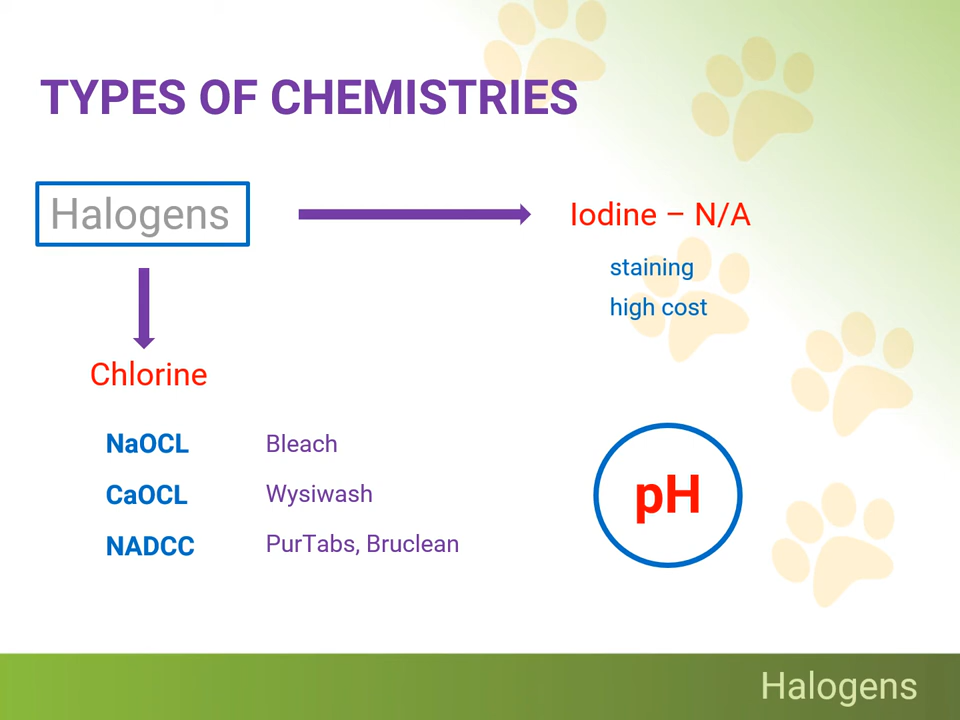 TYPES OF CHEMISTRIES
Halogens
Iodine – N/A
staining
high cost
Chlorine
NaOCL Bleach
CaOCL Wysiwash
NADCC PurTabs, Bruclean
pH
Halogens